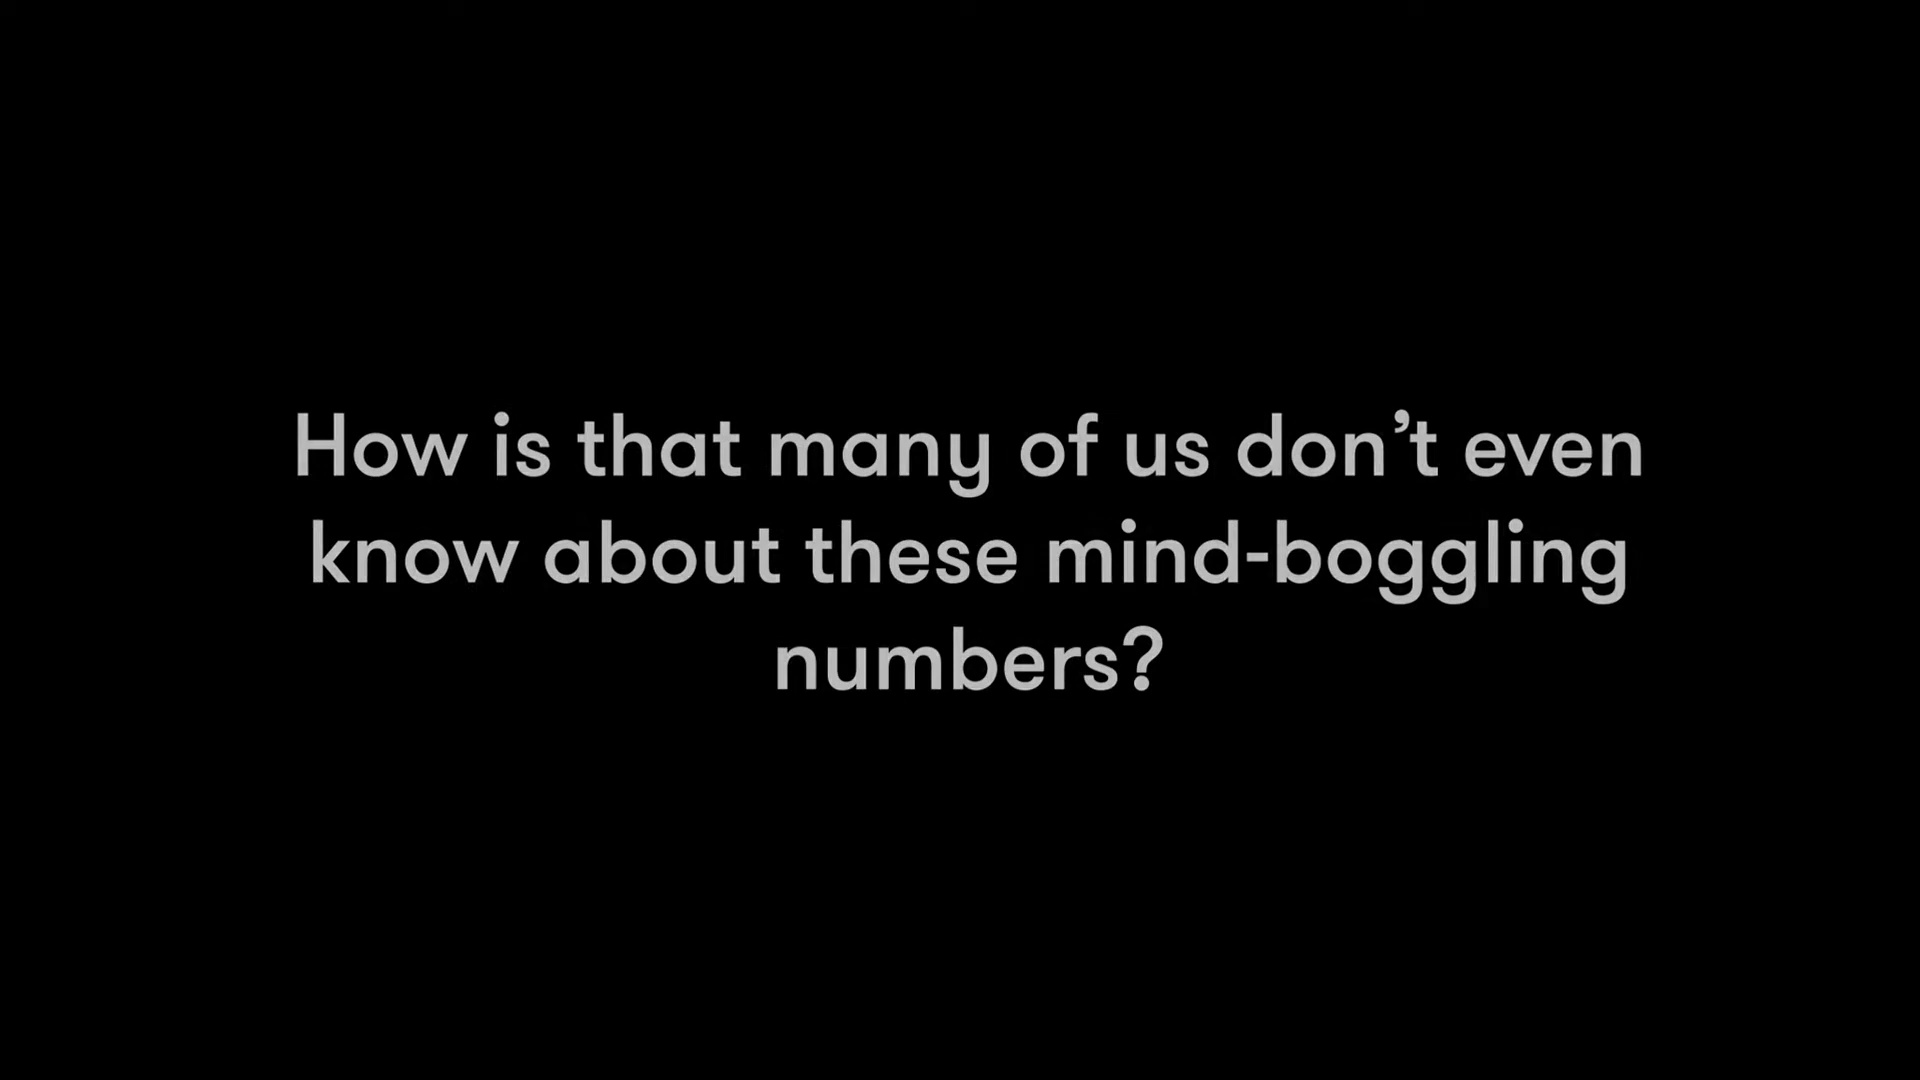 How is that many of us don’t even
know about these mind-boggling
numbers?